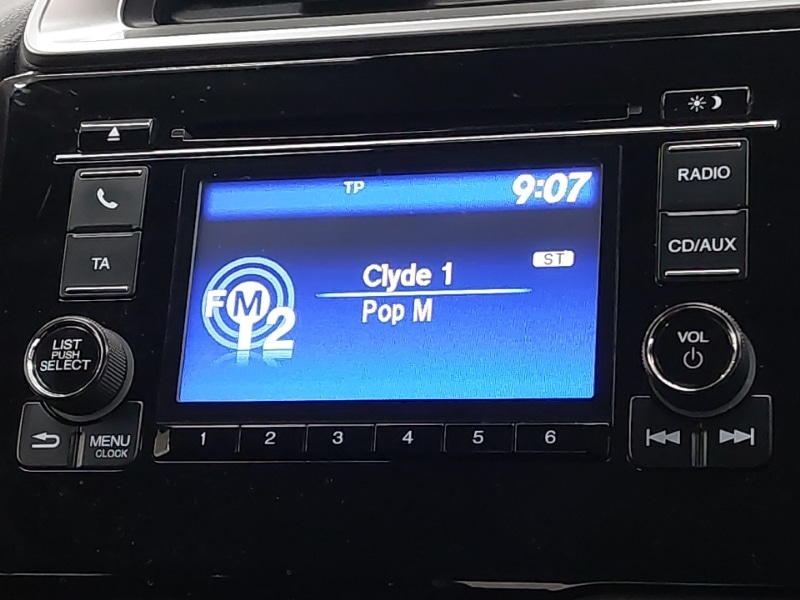 TP 9:07
ST
Clyde 1
Pop M
FM
2
TA
RADIO
CD/AUX
LIST
PUSH
SELECT
VOL
MENU
CLOCK
1 2 3 4 5 6